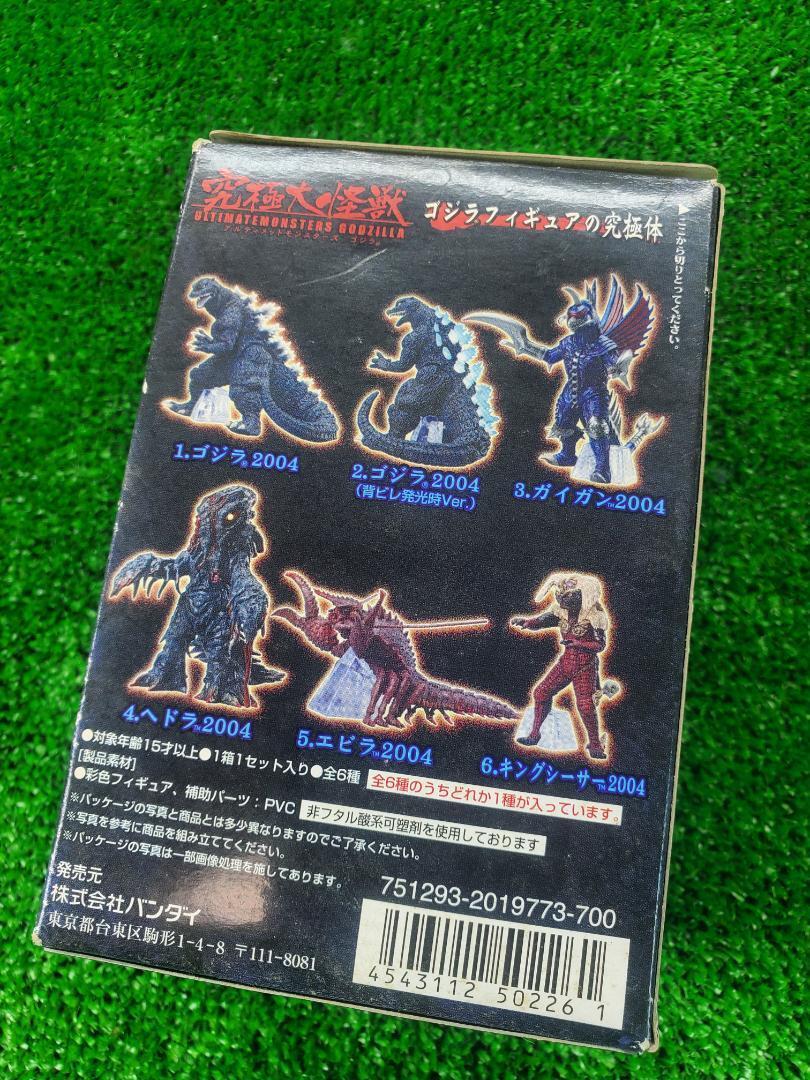 究極大怪獣
ULTIMATEMONSTERS GODZILLA
アルティメットモンスターズ ゴジラ®
ゴジラフィギュアの究極体
▶ここから切りとってください。
1.ゴジラ®2004
2.ゴジラ®2004
(背ビレ発光時Ver.)
3.ガイガン™2004
4.ヘドラ™2004
5.エビラ™2004
6.キングシーサー™2004
●対象年齢15才以上●1箱1セット入り●全6種
全6種のうちどれか1種が入っています。
[製品素材]
●彩色フィギュア、補助パーツ：PVC
非フタル酸系可塑剤を使用しております
※パッケージの写真と商品とは多少異なりますのでご了承ください。
※写真を参考に商品を組み立ててください。
※パッケージの写真は一部画像処理を施してあります。
発売元
株式会社バンダイ
東京都台東区駒形1-4-8 〒111-8081
751293-2019773-700
4543112 502261